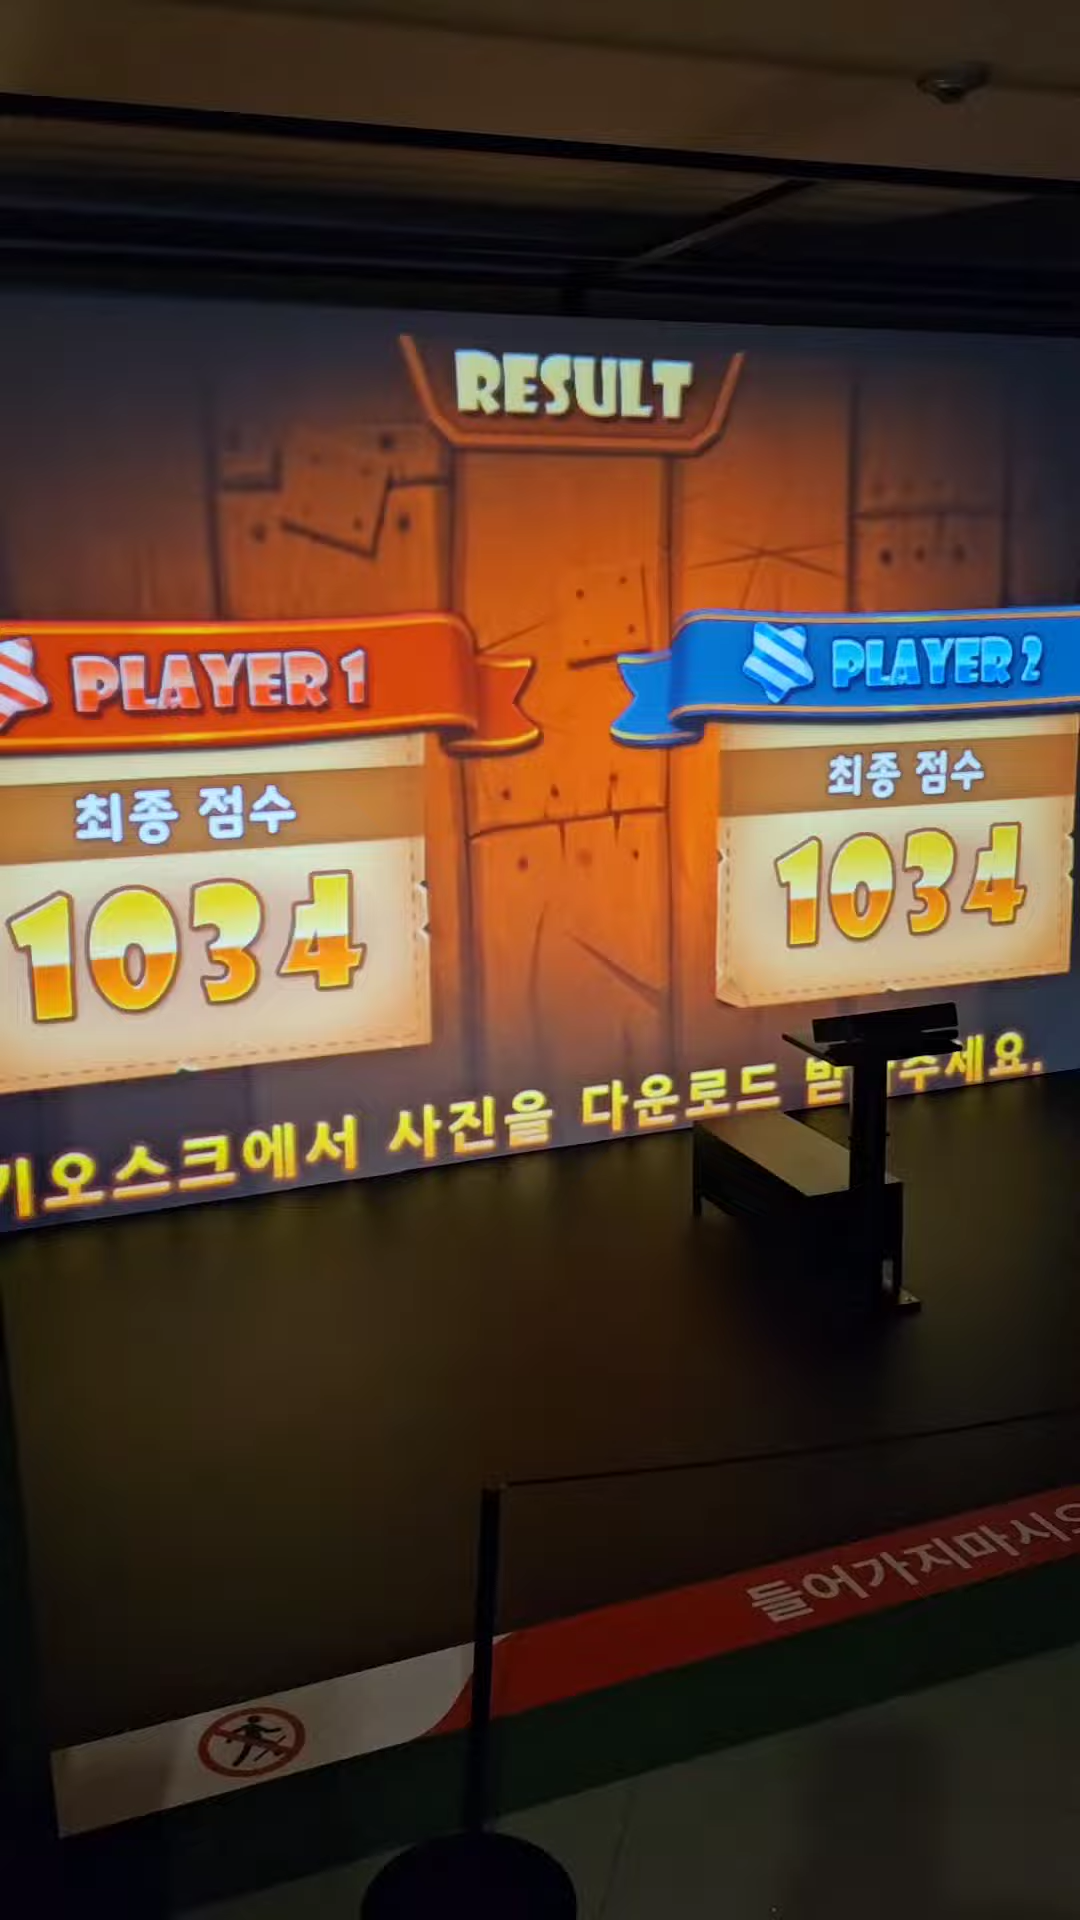 RESULT
PLAYER 1
최종 점수
1034
PLAYER 2
최종 점수
1034
키오스크에서 사진을 다운로드 주세요.
들어가지마시오